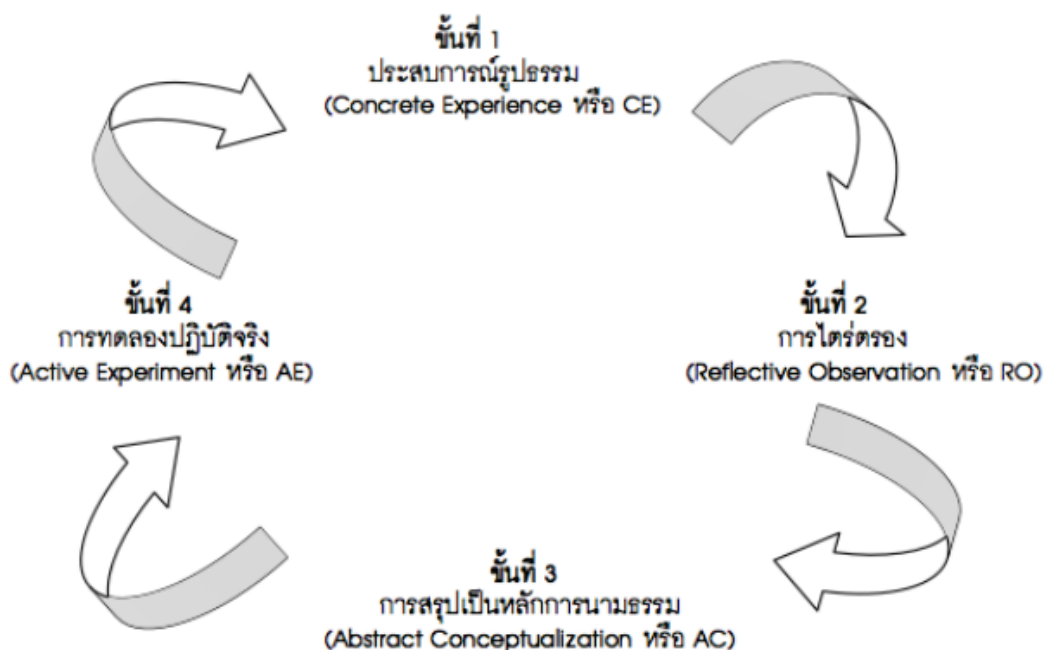 ขั้นที่ 1
ประสบการณ์รูปธรรม
(Concrete Experience หรือ CE)
ขั้นที่ 2
การไตร่ตรอง
(Reflective Observation หรือ RO)
ขั้นที่ 3
การสรุปเป็นหลักการนามธรรม
(Abstract Conceptualization หรือ AC)
ขั้นที่ 4
การทดลองปฏิบัติจริง
(Active Experiment หรือ AE)